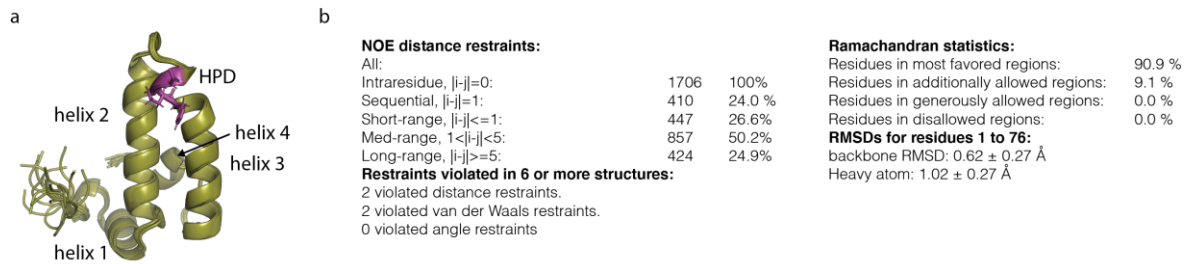 a
HPD
helix 2
helix 4
helix 3
helix 1
b
NOE distance restraints:
All:
Intraresidue, |i-j|=0: 1706 100%
Sequential, |i-j|=1: 410 24.0 %
Short-range, |i-j|<=1: 447 26.6%
Med-range, 1<|i-j|<5: 857 50.2%
Long-range, |i-j|>=5: 424 24.9%
Restraints violated in 6 or more structures:
2 violated distance restraints.
2 violated van der Waals restraints.
0 violated angle restraints
Ramachandran statistics:
Residues in most favored regions: 90.9 %
Residues in additionally allowed regions: 9.1 %
Residues in generously allowed regions: 0.0 %
Residues in disallowed regions: 0.0 %
RMSDs for residues 1 to 76:
backbone RMSD: 0.62 ± 0.27 Å
Heavy atom: 1.02 ± 0.27 Å